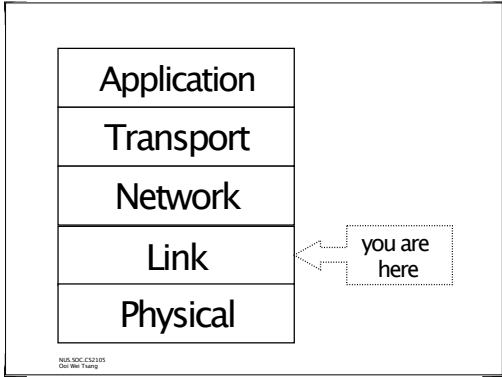 Application
Transport
Network
Link
you are
here
Physical
NUS.SOC.CS2105
Ooi Wei Tsang